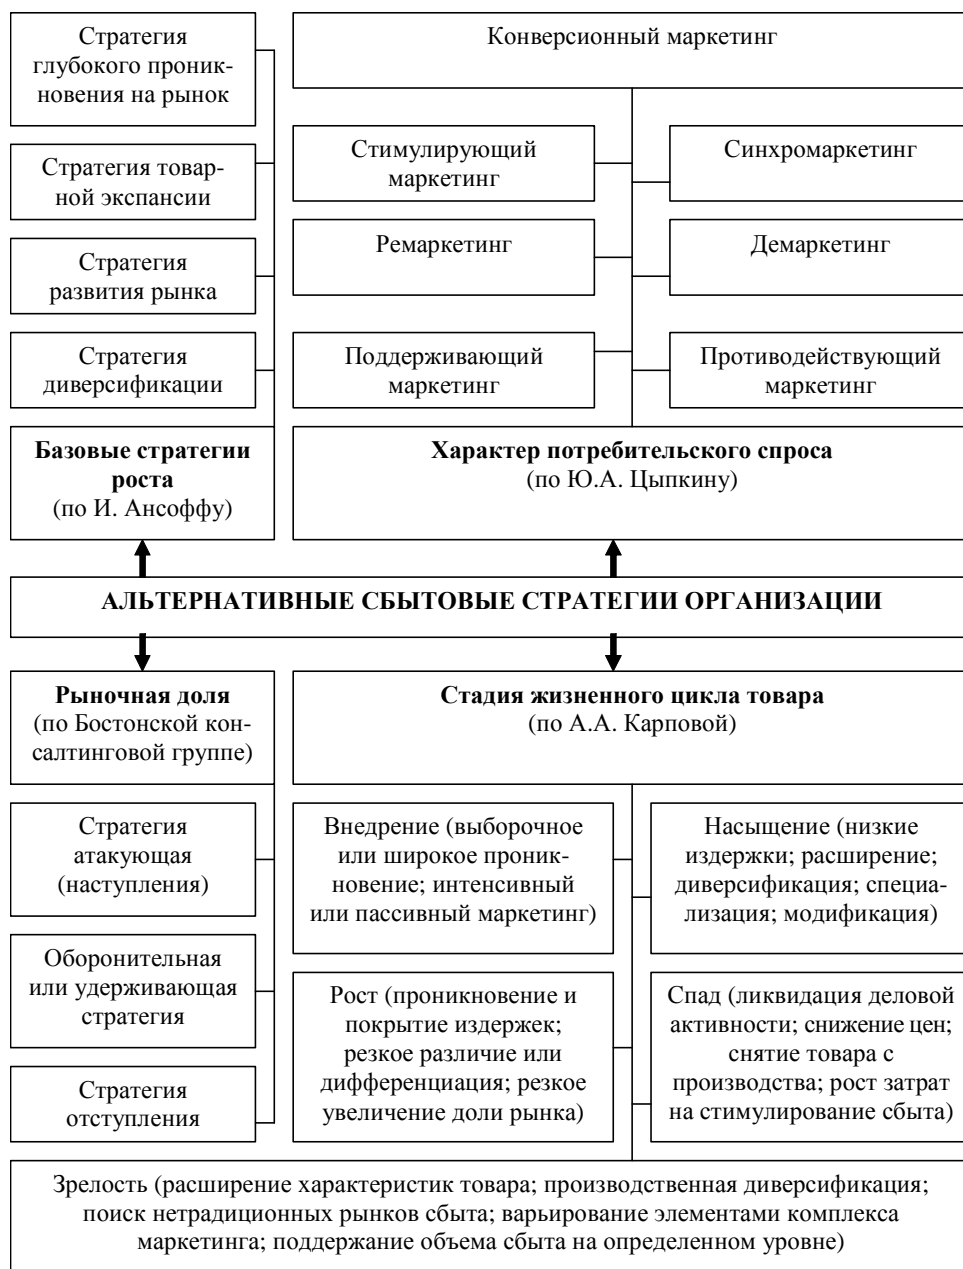 Стратегия
глубокого проник-
новения на рынок
Конверсионный маркетинг
Стратегия товар-
ной экспансии
Стимулирующий
маркетинг
Синхромаркетинг
Стратегия
развития рынка
Ремаркетинг
Демаркетинг
Стратегия
диверсификации
Поддерживающий
маркетинг
Противодействующий
маркетинг
Базовые стратегии
роста
(по И. Ансоффу)
Характер потребительского спроса
(по Ю.А. Цыпкину)
АЛЬТЕРНАТИВНЫЕ СБЫТОВЫЕ СТРАТЕГИИ ОРГАНИЗАЦИИ
Рыночная доля
(по Бостонской кон-
салтинговой группе)
Стадия жизненного цикла товара
(по А.А. Карповой)
Стратегия
атакующая
(наступления)
Внедрение (выборочное
или широкое проник-
новение; интенсивный
или пассивный маркетинг)
Насыщение (низкие
издержки; расширение;
диверсификация; специа-
лизация; модификация)
Оборонительная
или удерживающая
стратегия
Рост (проникновение и
покрытие издержек;
резкое различие или
дифференциация; резкое
увеличение доли рынка)
Спад (ликвидация деловой
активности; снижение цен;
снятие товара с
производства; рост затрат
на стимулирование сбыта)
Стратегия
отступления
Зрелость (расширение характеристик товара; производственная диверсификация;
поиск нетрадиционных рынков сбыта; варьирование элементами комплекса
маркетинга; поддержание объема сбыта на определенном уровне)